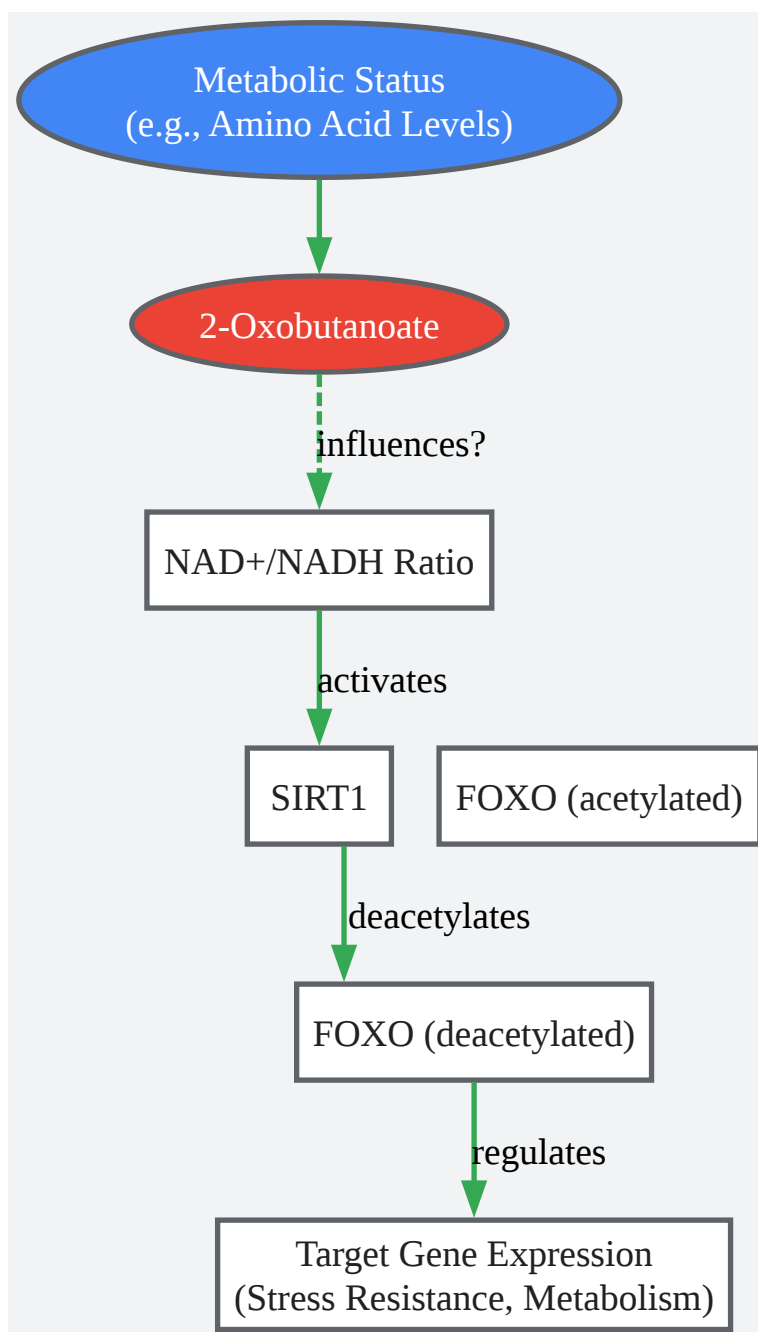 Metabolic Status
(e.g., Amino Acid Levels)
2-Oxobutanoate
influences?
NAD+/NADH Ratio
activates
SIRT1
FOXO (acetylated)
deacetylates
FOXO (deacetylated)
regulates
Target Gene Expression
(Stress Resistance, Metabolism)